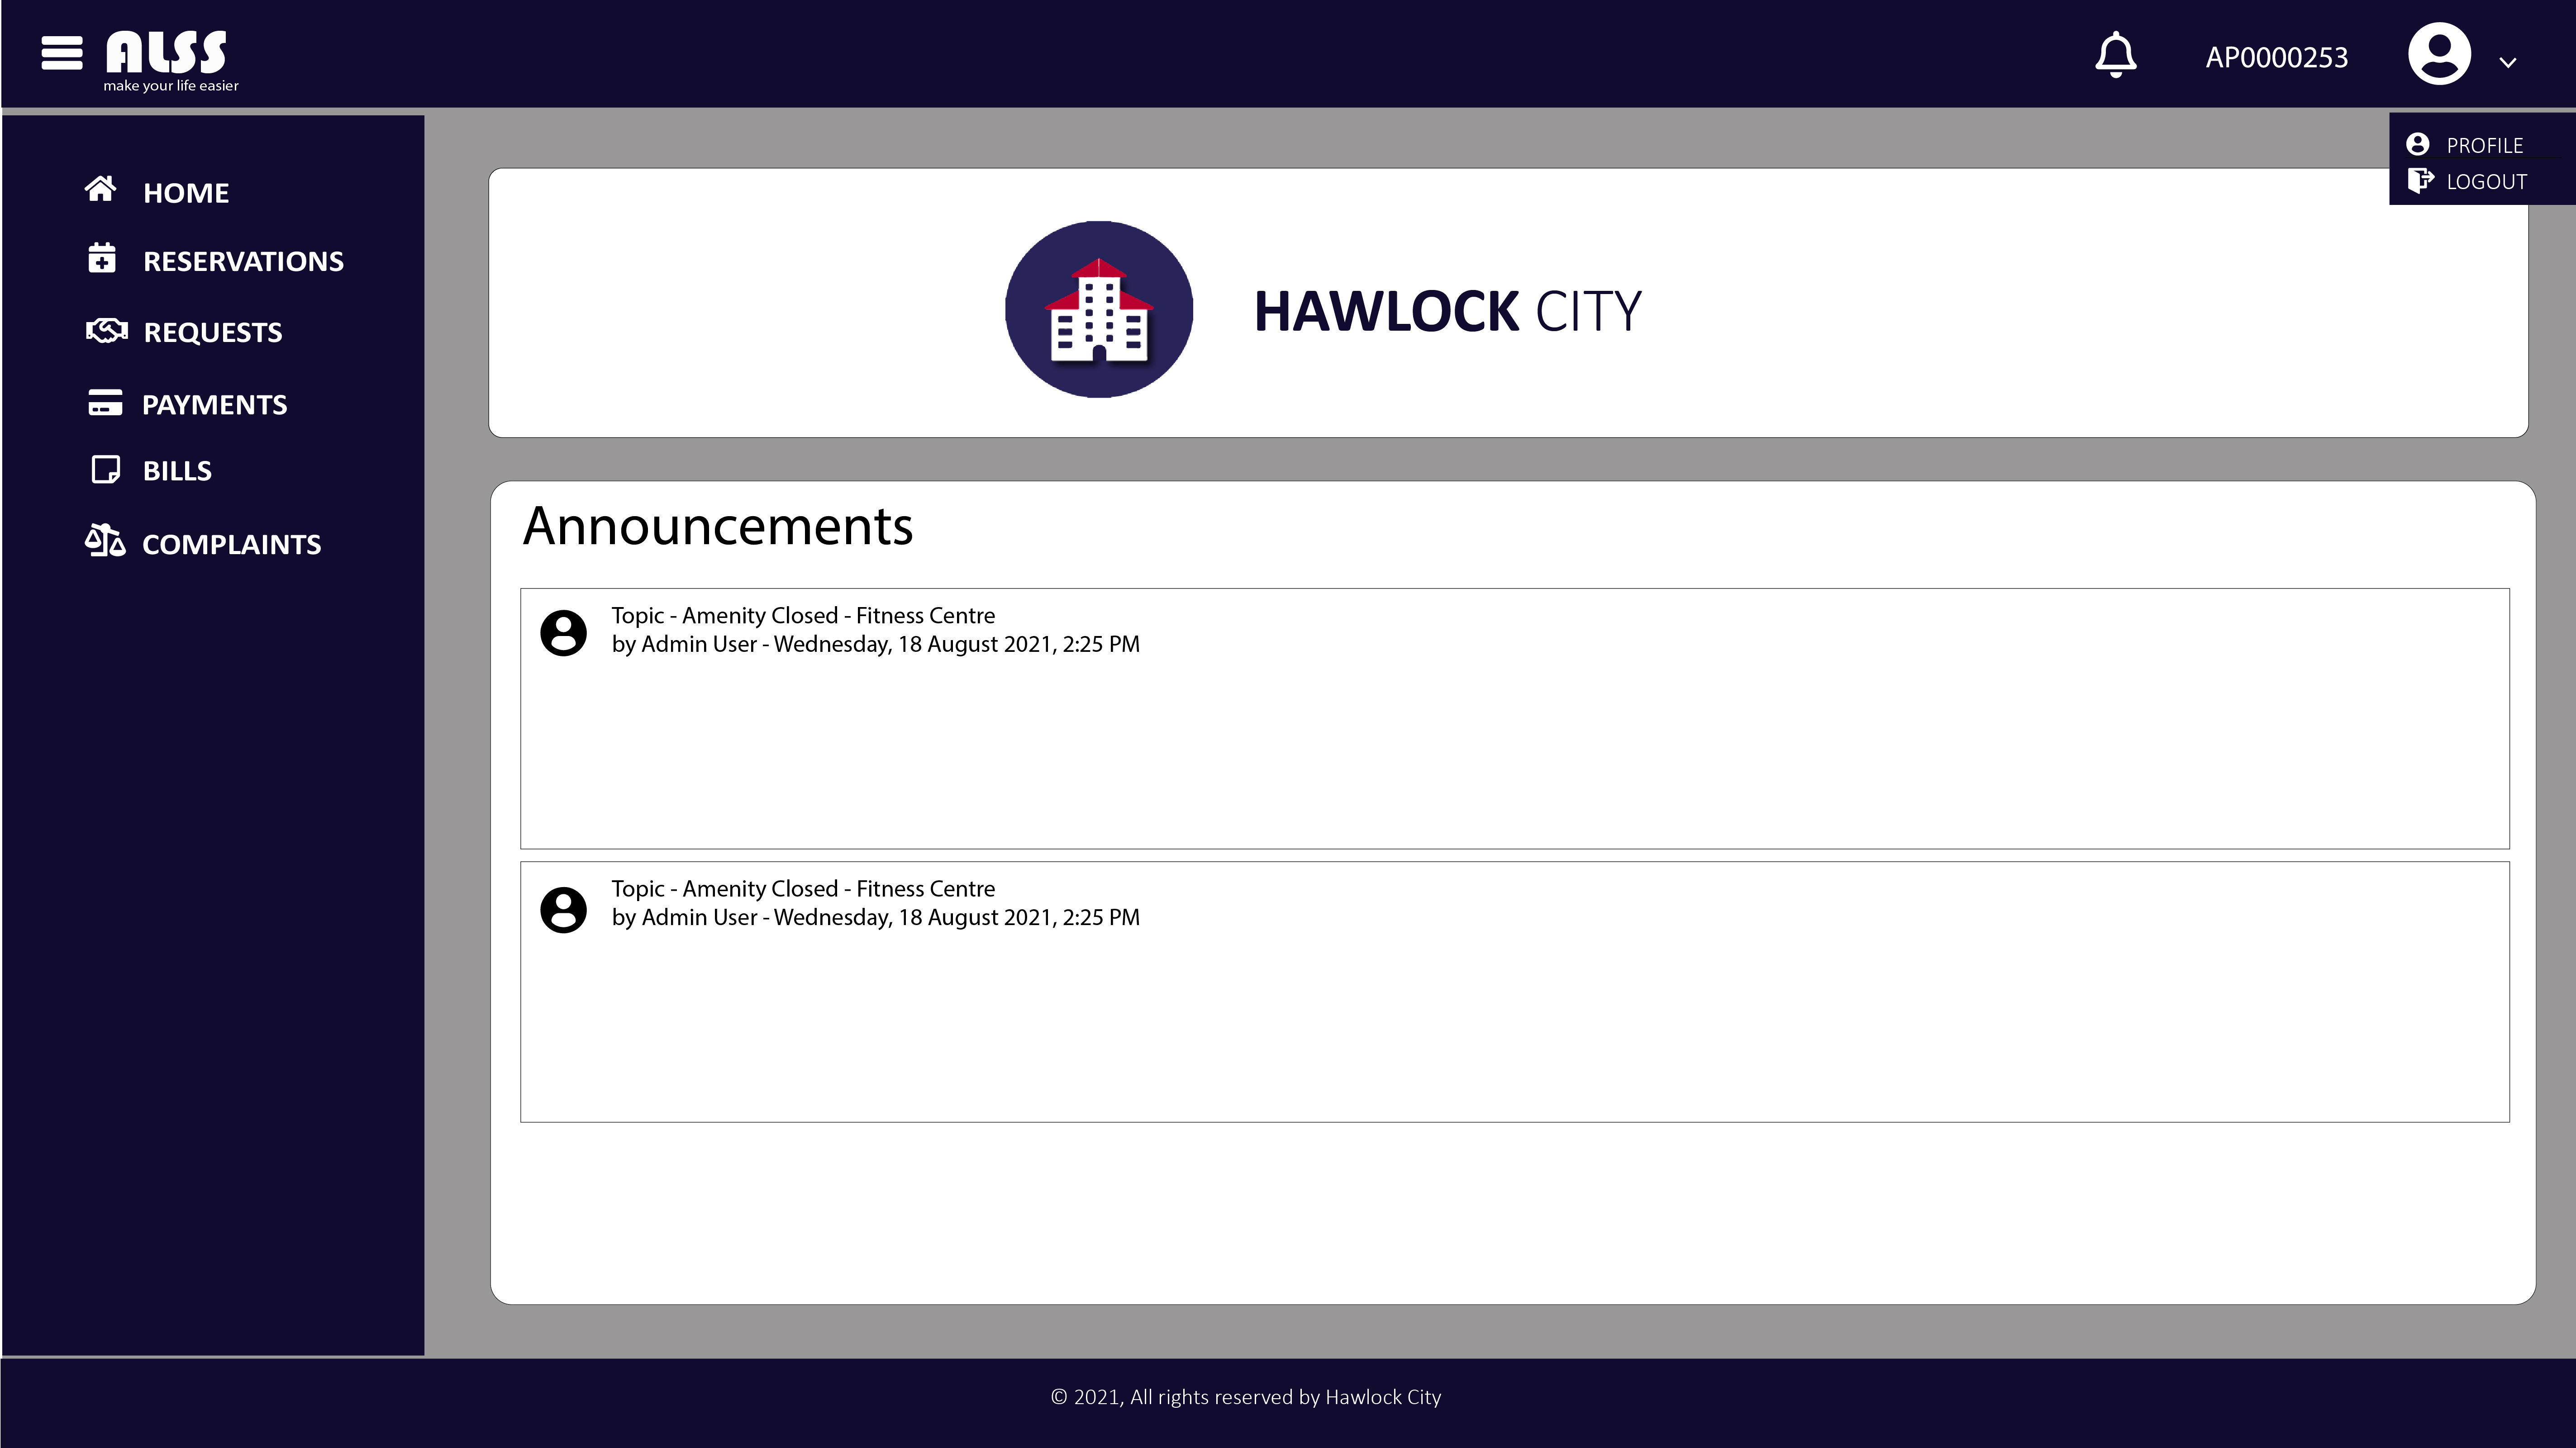 ALSS
make your life easier
AP0000253
PROFILE
LOGOUT
HOME
RESERVATIONS
REQUESTS
PAYMENTS
BILLS
COMPLAINTS
HAWLOCK CITY
Announcements
Topic - Amenity Closed - Fitness Centre
by Admin User - Wednesday, 18 August 2021, 2:25 PM
Topic - Amenity Closed - Fitness Centre
by Admin User - Wednesday, 18 August 2021, 2:25 PM
© 2021, All rights reserved by Hawlock City